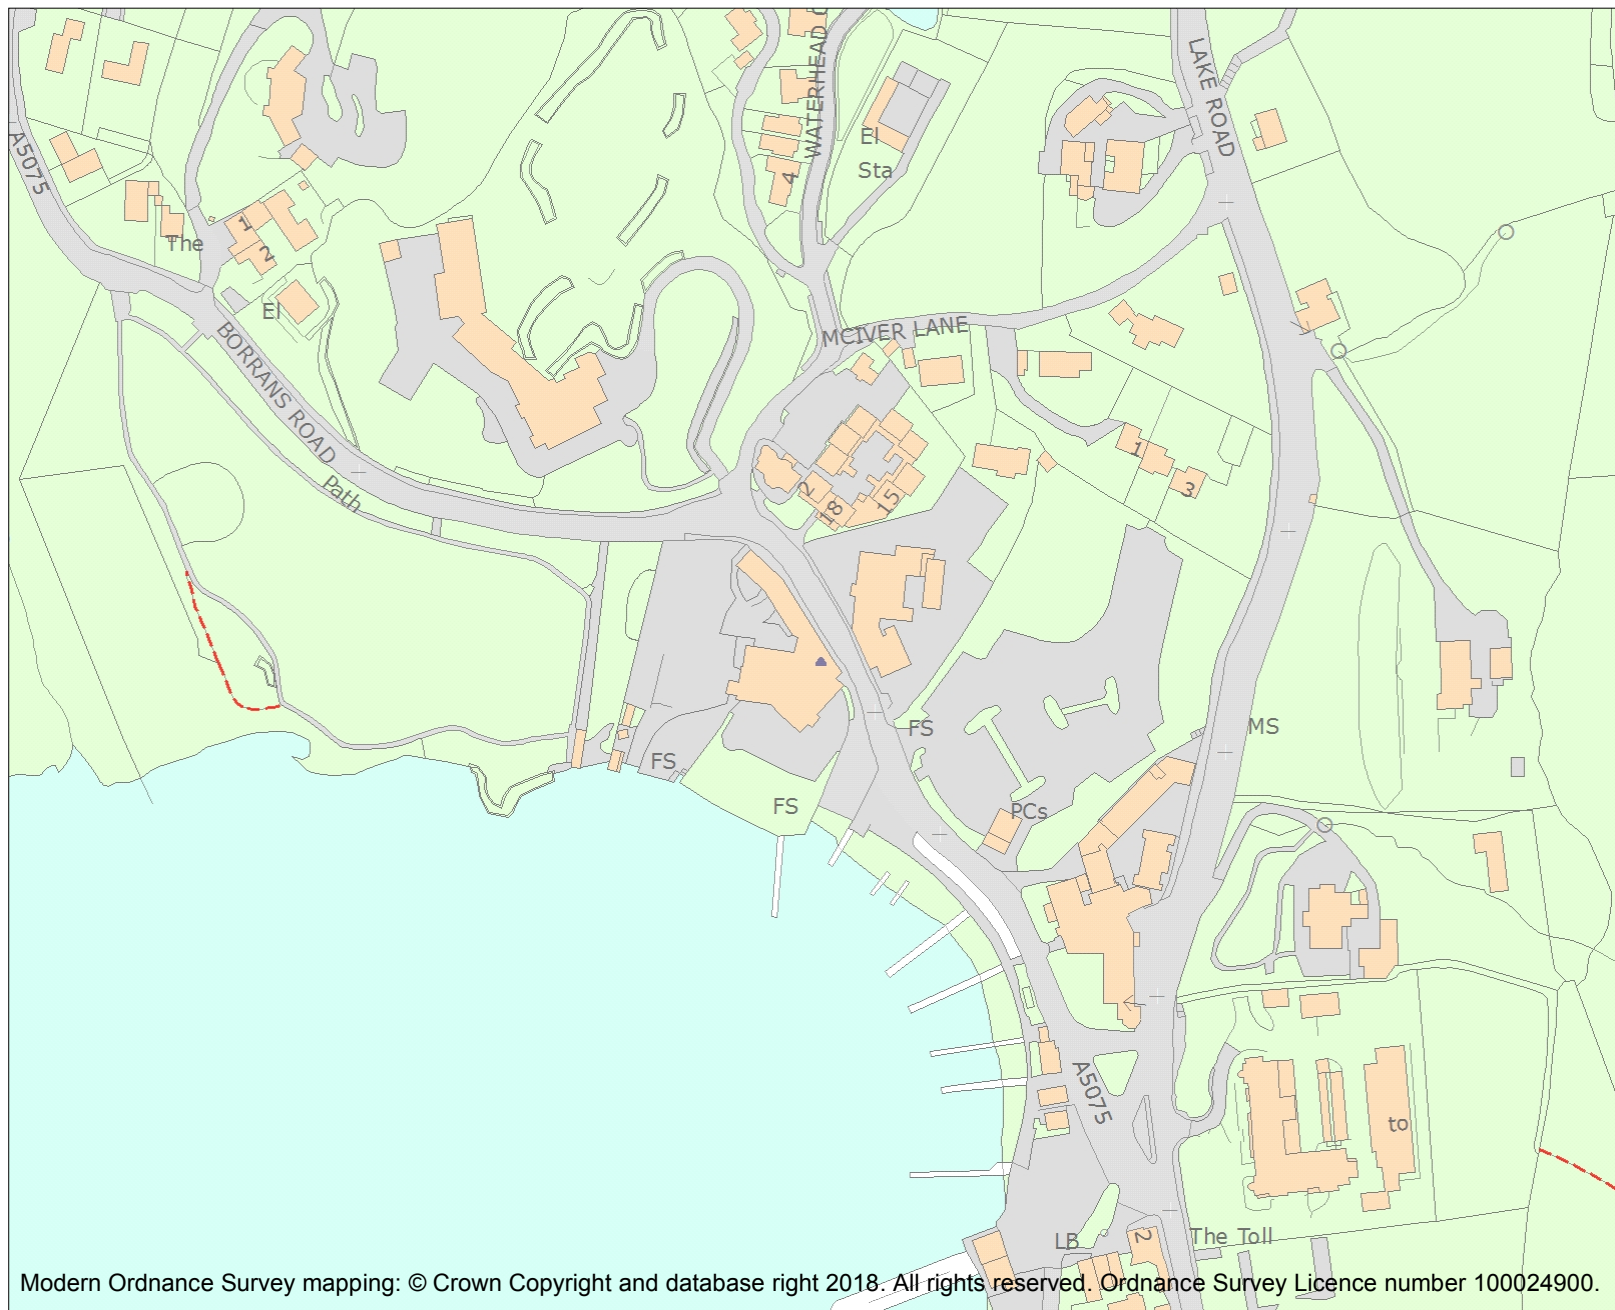 LAKE ROAD
WATERHEAD
A5075
El
Sta
4
1
2
The
El
BORRANS ROAD
MCIVER LANE
Path
1
3
2
18
15
FS
MS
FS
FS
PCs
A5075
to
LB
2
The Toll
Modern Ordnance Survey mapping: © Crown Copyright and database right 2018. All rights reserved. Ordnance Survey Licence number 100024900.